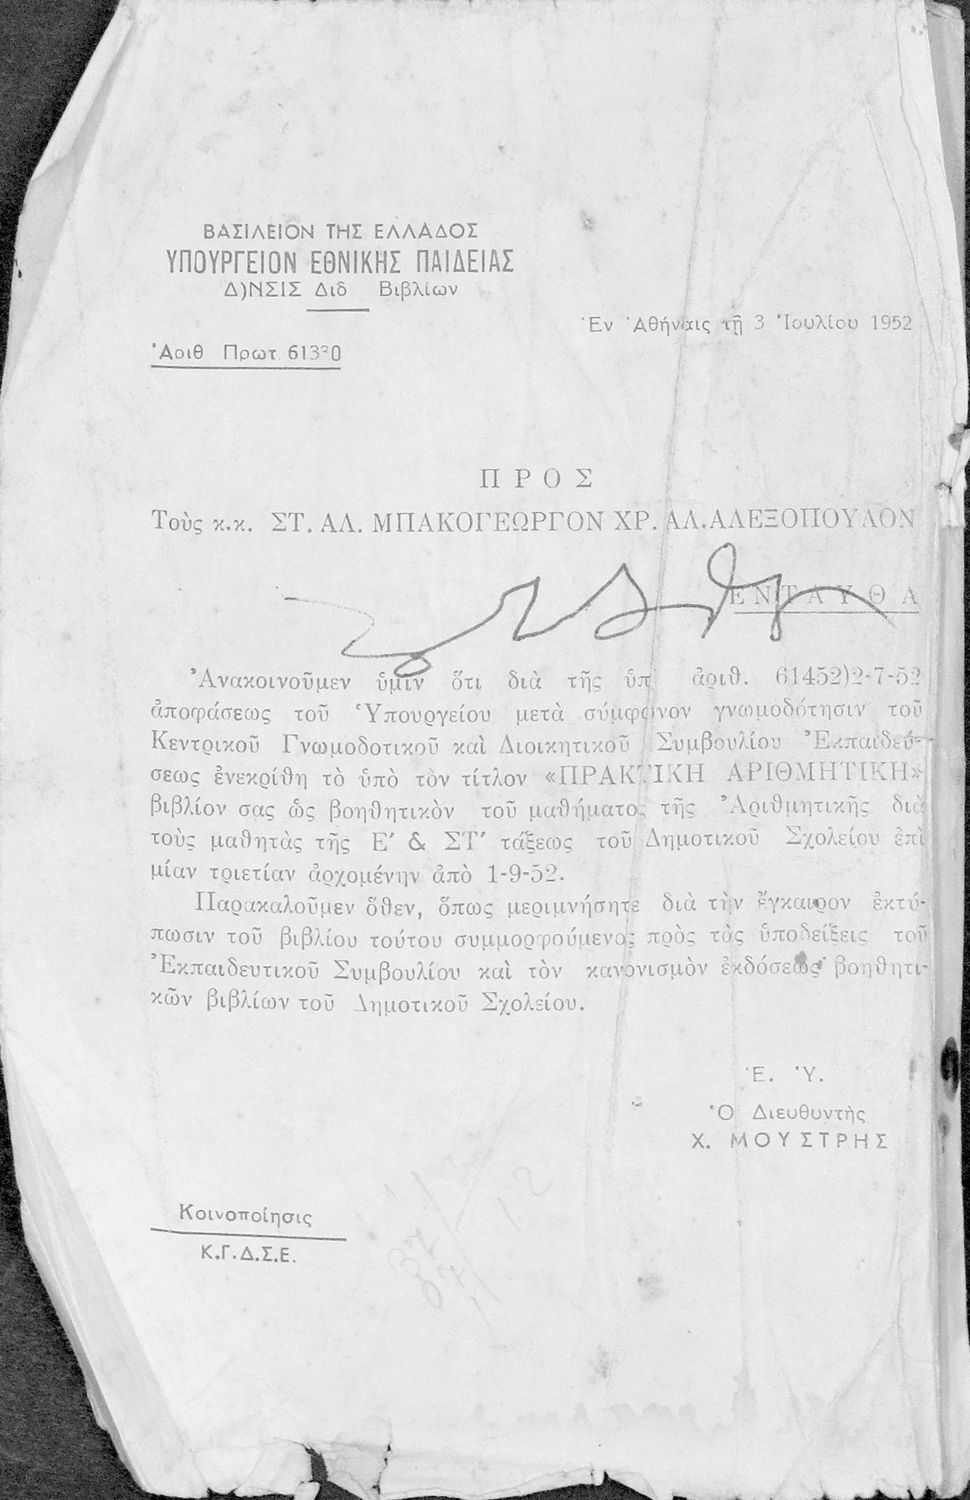 ΒΑΣΙΛΕΙΟΝ ΤΗΣ ΕΛΛΑΔΟΣ
ΥΠΟΥΡΓΕΙΟΝ ΕΘΝΙΚΗΣ ΠΑΙΔΕΙΑΣ
Δ)ΝΣΙΣ Διδ Βιβλίων
Ἐν Ἀθήναις τῇ 3 Ἰουλίου 1952
Ἀριθ Πρωτ.
ΠΡΟΣ
Τοὺς κ.κ. ΣΤ. ΑΛ. ΜΠΑΚΟΓΕΩΡΓΟΝ ΧΡ. ΑΛ. ΑΛΕΞΟΠΟΥΛΟΝ
ΕΝΤΑΥΘΑ
Ἀνακοινοῦμεν ὑμῖν ὅτι διὰ τῆς ὑπ' ἀριθ. 61452)2-7-52
ἀποφάσεως τοῦ Ὑπουργείου μετὰ σύμφωνον γνωμοδότησιν τοῦ
Κεντρικοῦ Γνωμοδοτικοῦ καὶ Διοικητικοῦ Συμβουλίου Ἐκπαιδεύ-
σεως ἐνεκρίθη τὸ ὑπὸ τὸν τίτλον «ΠΡΑΚΤΙΚΗ ΑΡΙΘΜΗΤΙΚΗ»
βιβλίον σας ὡς βοηθητικὸν τοῦ μαθήματος τῆς Ἀριθμητικῆς διὰ
τοὺς μαθητὰς τῆς Ε' & ΣΤ' τάξεως τοῦ Δημοτικοῦ Σχολείου ἐπὶ
μίαν τριετίαν ἀρχομένην ἀπὸ 1-9-52.
Παρακαλοῦμεν ὅθεν, ὅπως μεριμνήσητε διὰ τὴν ἔγκαιρον ἐκτύ-
πωσιν τοῦ βιβλίου τούτου συμμορφούμενος πρὸς τὰς ὑποδείξεις τοῦ
Ἐκπαιδευτικοῦ Συμβουλίου καὶ τὸν κανονισμὸν ἐκδόσεως βοηθητι-
κῶν βιβλίων τοῦ Δημοτικοῦ Σχολείου.
Ἐ. Ὑ.
Ὁ Διευθυντὴς
Χ. ΜΟΥΣΤΡΗΣ
Κοινοποίησις
Κ.Γ.Δ.Σ.Ε.